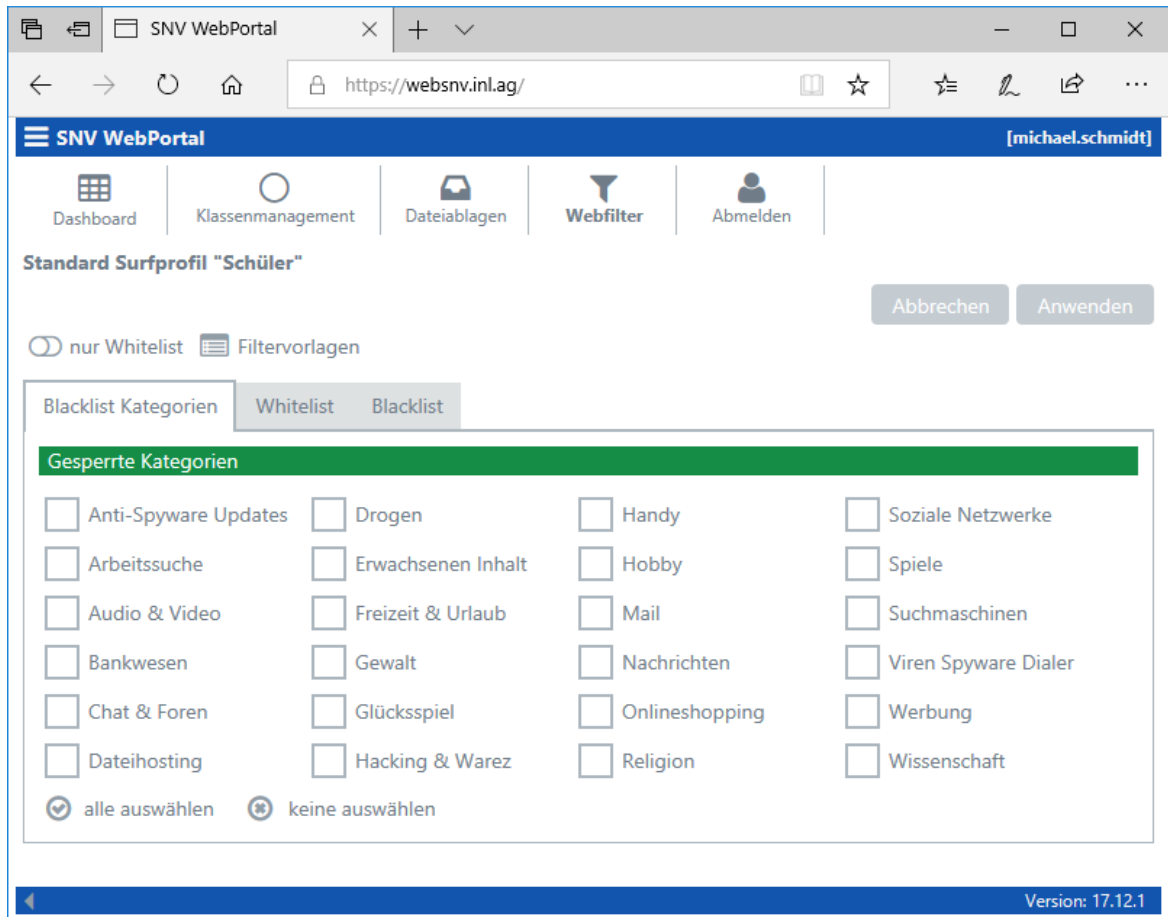 SNV WebPortal
https://websnv.inl.ag/
SNV WebPortal [michael.schmidt]
Dashboard Klassenmanagement Dateiablagen Webfilter Abmelden
Standard Surfprofil "Schüler"
Abbrechen Anwenden
nur Whitelist Filtervorlagen
Blacklist Kategorien Whitelist Blacklist
Gesperrte Kategorien
Anti-Spyware Updates Drogen Handy Soziale Netzwerke
Arbeitssuche Erwachsenen Inhalt Hobby Spiele
Audio & Video Freizeit & Urlaub Mail Suchmaschinen
Bankwesen Gewalt Nachrichten Viren Spyware Dialer
Chat & Foren Glücksspiel Onlineshopping Werbung
Dateihosting Hacking & Warez Religion Wissenschaft
alle auswählen keine auswählen
Version: 17.12.1